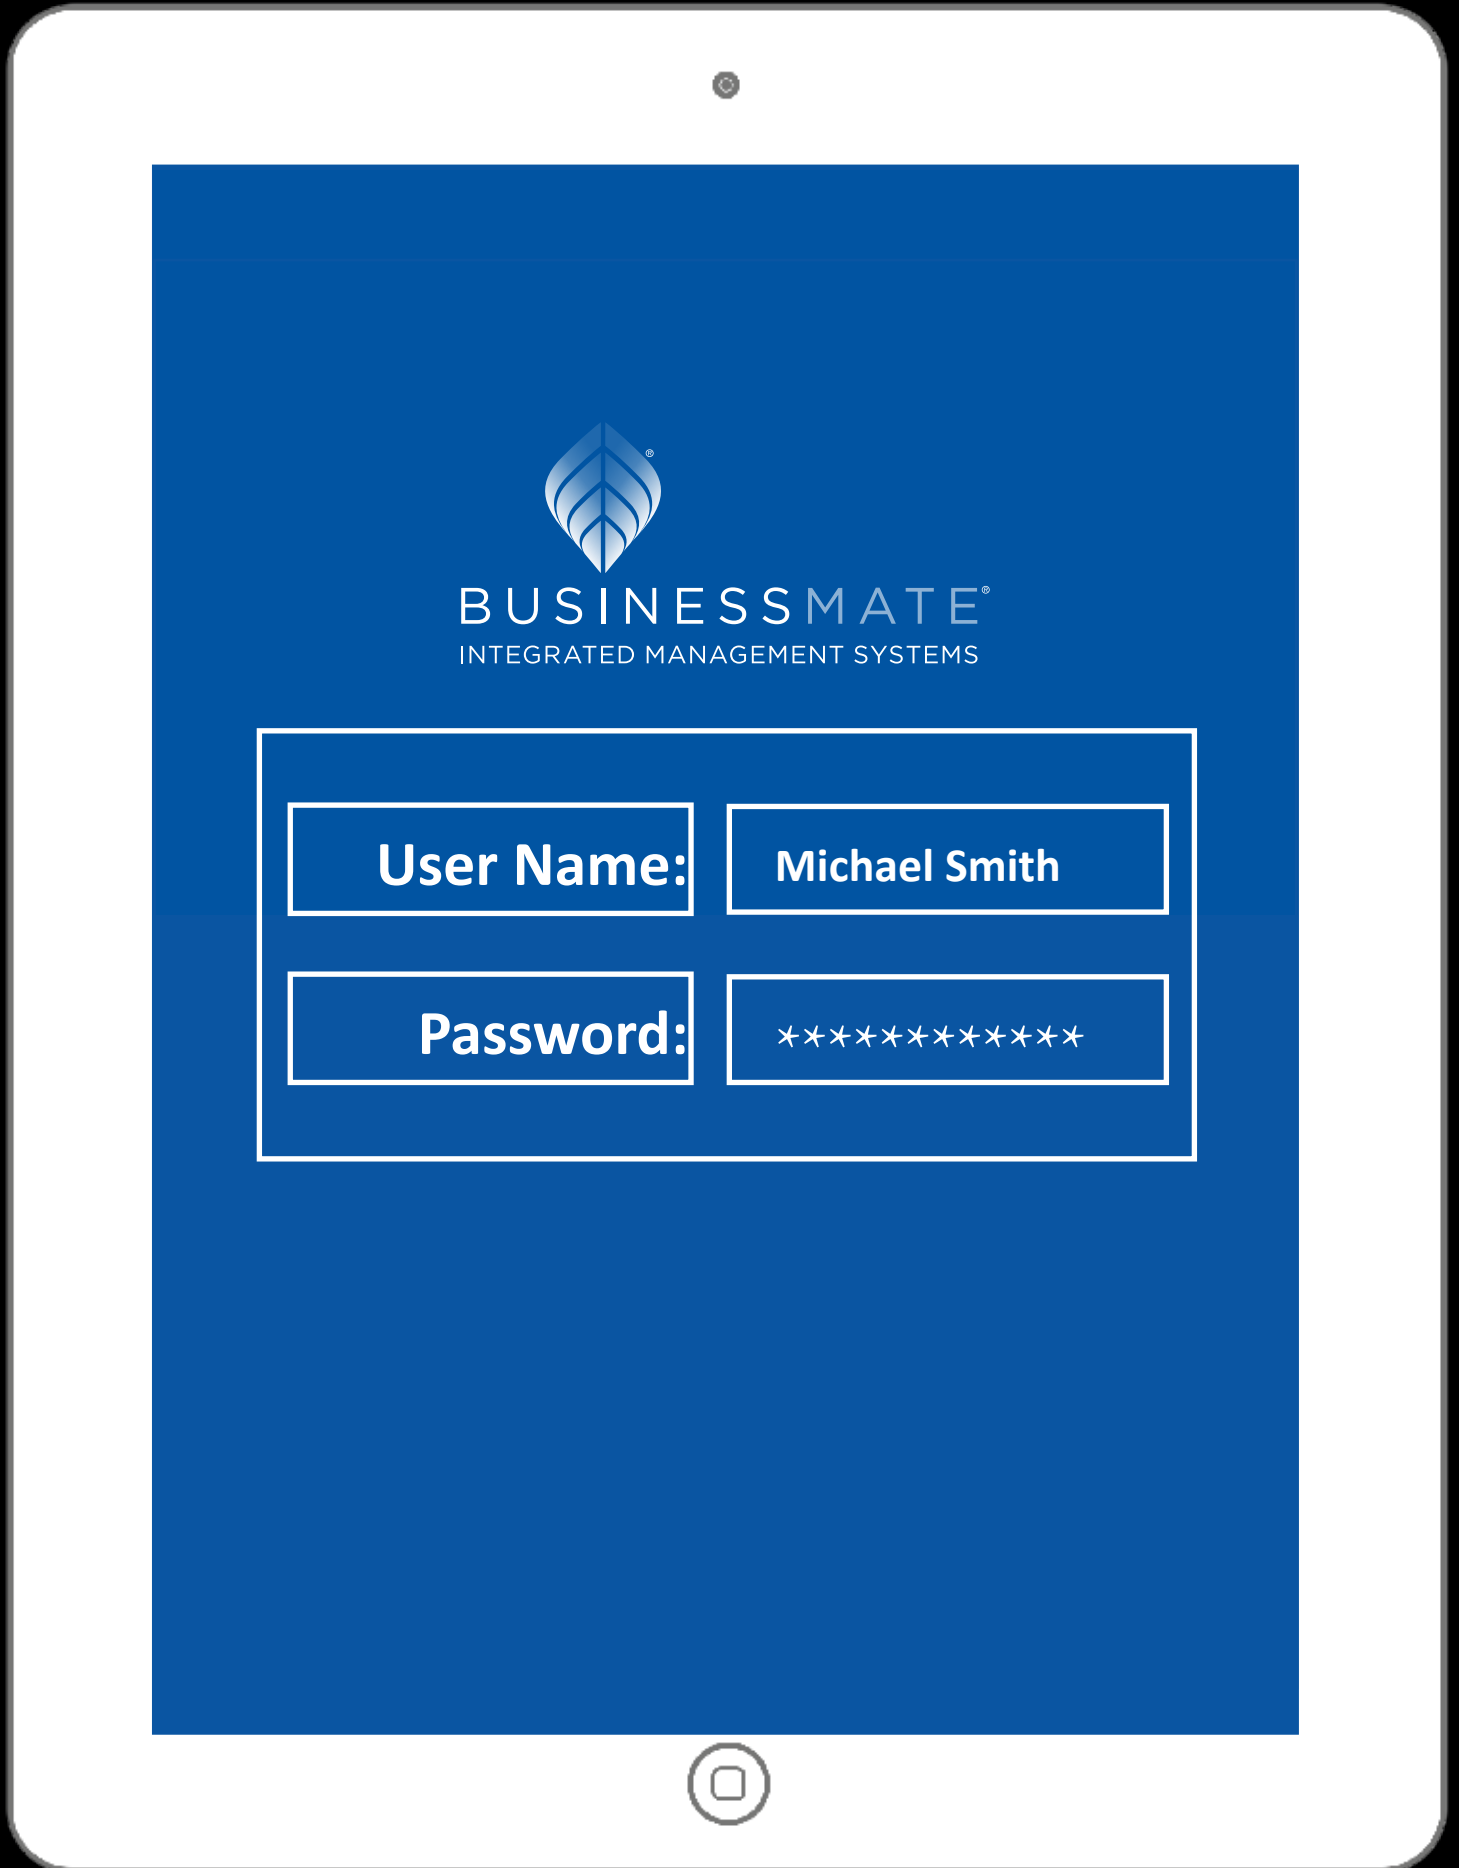 ®
BUSINESSMATE®
INTEGRATED MANAGEMENT SYSTEMS
User Name: Michael Smith
Password: ************